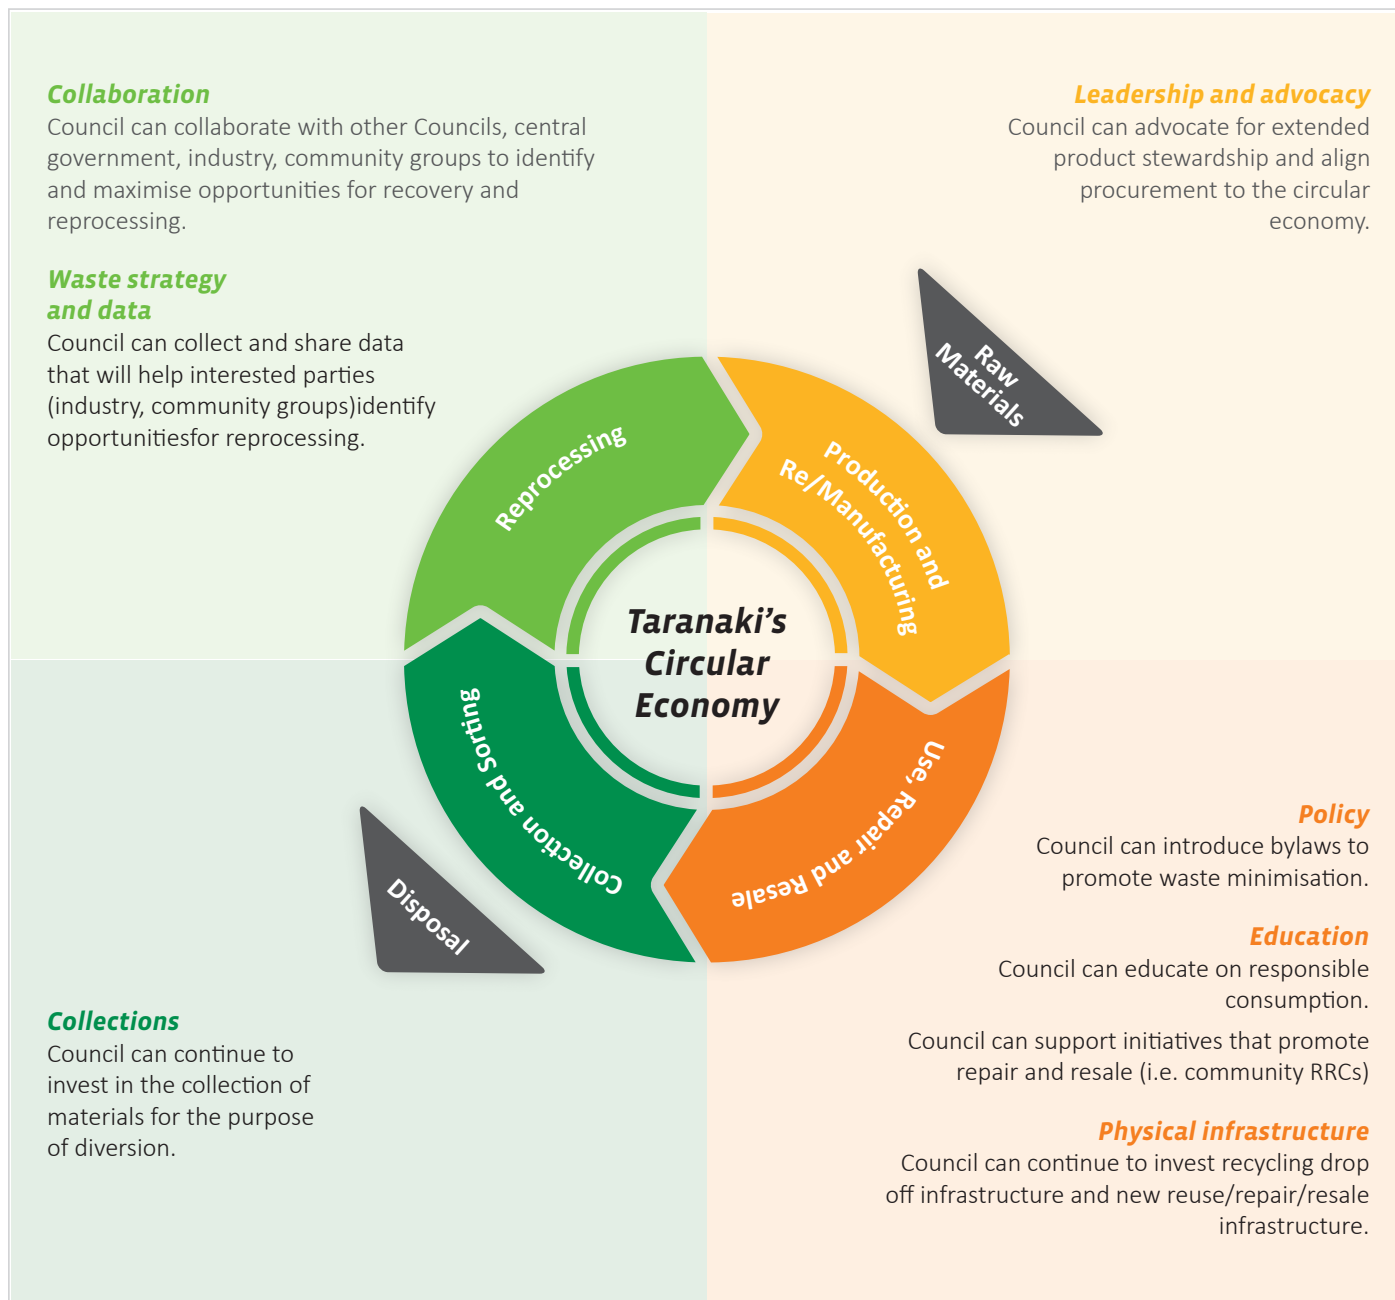 Collaboration
Council can collaborate with other Councils, central
government, industry, community groups to identify
and maximise opportunities for recovery and
reprocessing.
Waste strategy
and data
Council can collect and share data
that will help interested parties
(industry, community groups)identify
opportunitiesfor reprocessing.
Leadership and advocacy
Council can advocate for extended
product stewardship and align
procurement to the circular
economy.
Raw
Materials
Reprocessing
Production and
Re/Manufacturing
Taranaki’s
Circular
Economy
Collection and Sorting
Use, Repair and Resale
Disposal
Collections
Council can continue to
invest in the collection of
materials for the purpose
of diversion.
Policy
Council can introduce bylaws to
promote waste minimisation.
Education
Council can educate on responsible
consumption.
Council can support initiatives that promote
repair and resale (i.e. community RRCs)
Physical infrastructure
Council can continue to invest recycling drop
off infrastructure and new reuse/repair/resale
infrastructure.